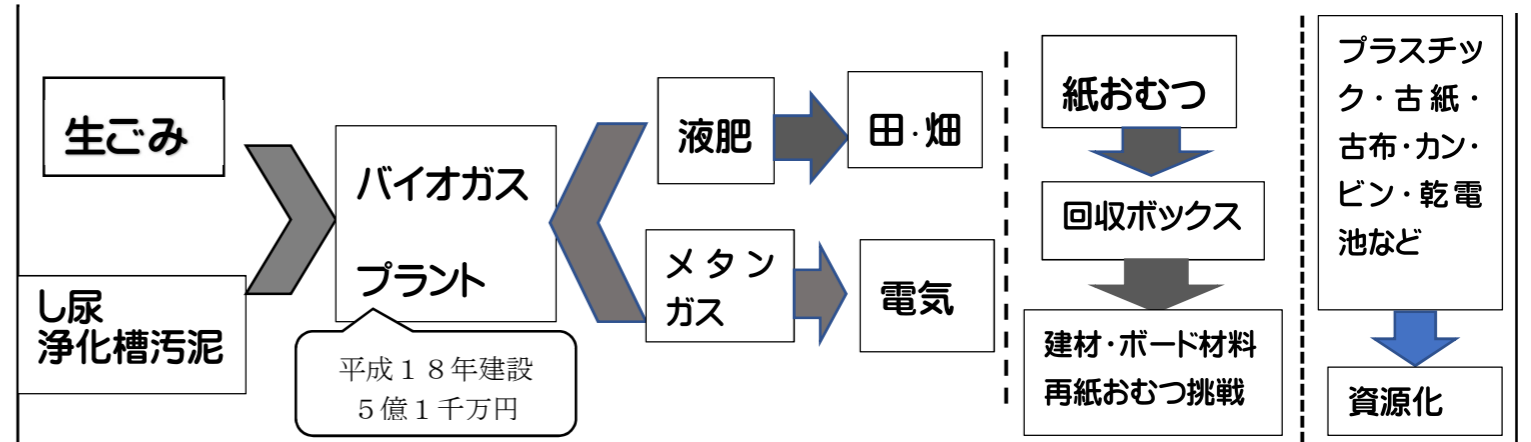 生ごみ
し尿
浄化槽汚泥
バイオガス
プラント
平成18年建設
5億1千万円
液肥
田・畑
メタン
ガス
電気
紙おむつ
回収ボックス
建材・ボード材料
再紙おむつ挑戦
プラスチッ
ク・古紙・
古布・カン・
ビン・乾電
池など
資源化